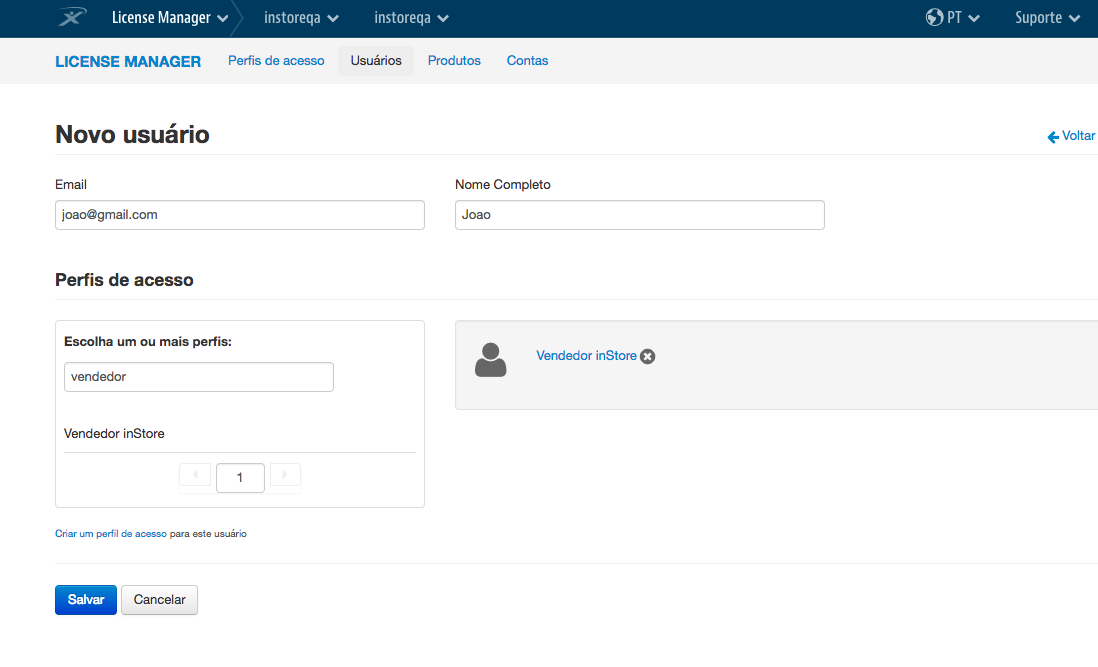 License Manager instoreqa instoreqa PT Suporte
LICENSE MANAGER Perfis de acesso Usuários Produtos Contas
Novo usuário
Voltar
Email
Nome Completo
joao@gmail.com
Joao
Perfis de acesso
Escolha um ou mais perfis:
vendedor
Vendedor inStore
1
Vendedor inStore
Criar um perfil de acesso para este usuário
Salvar Cancelar